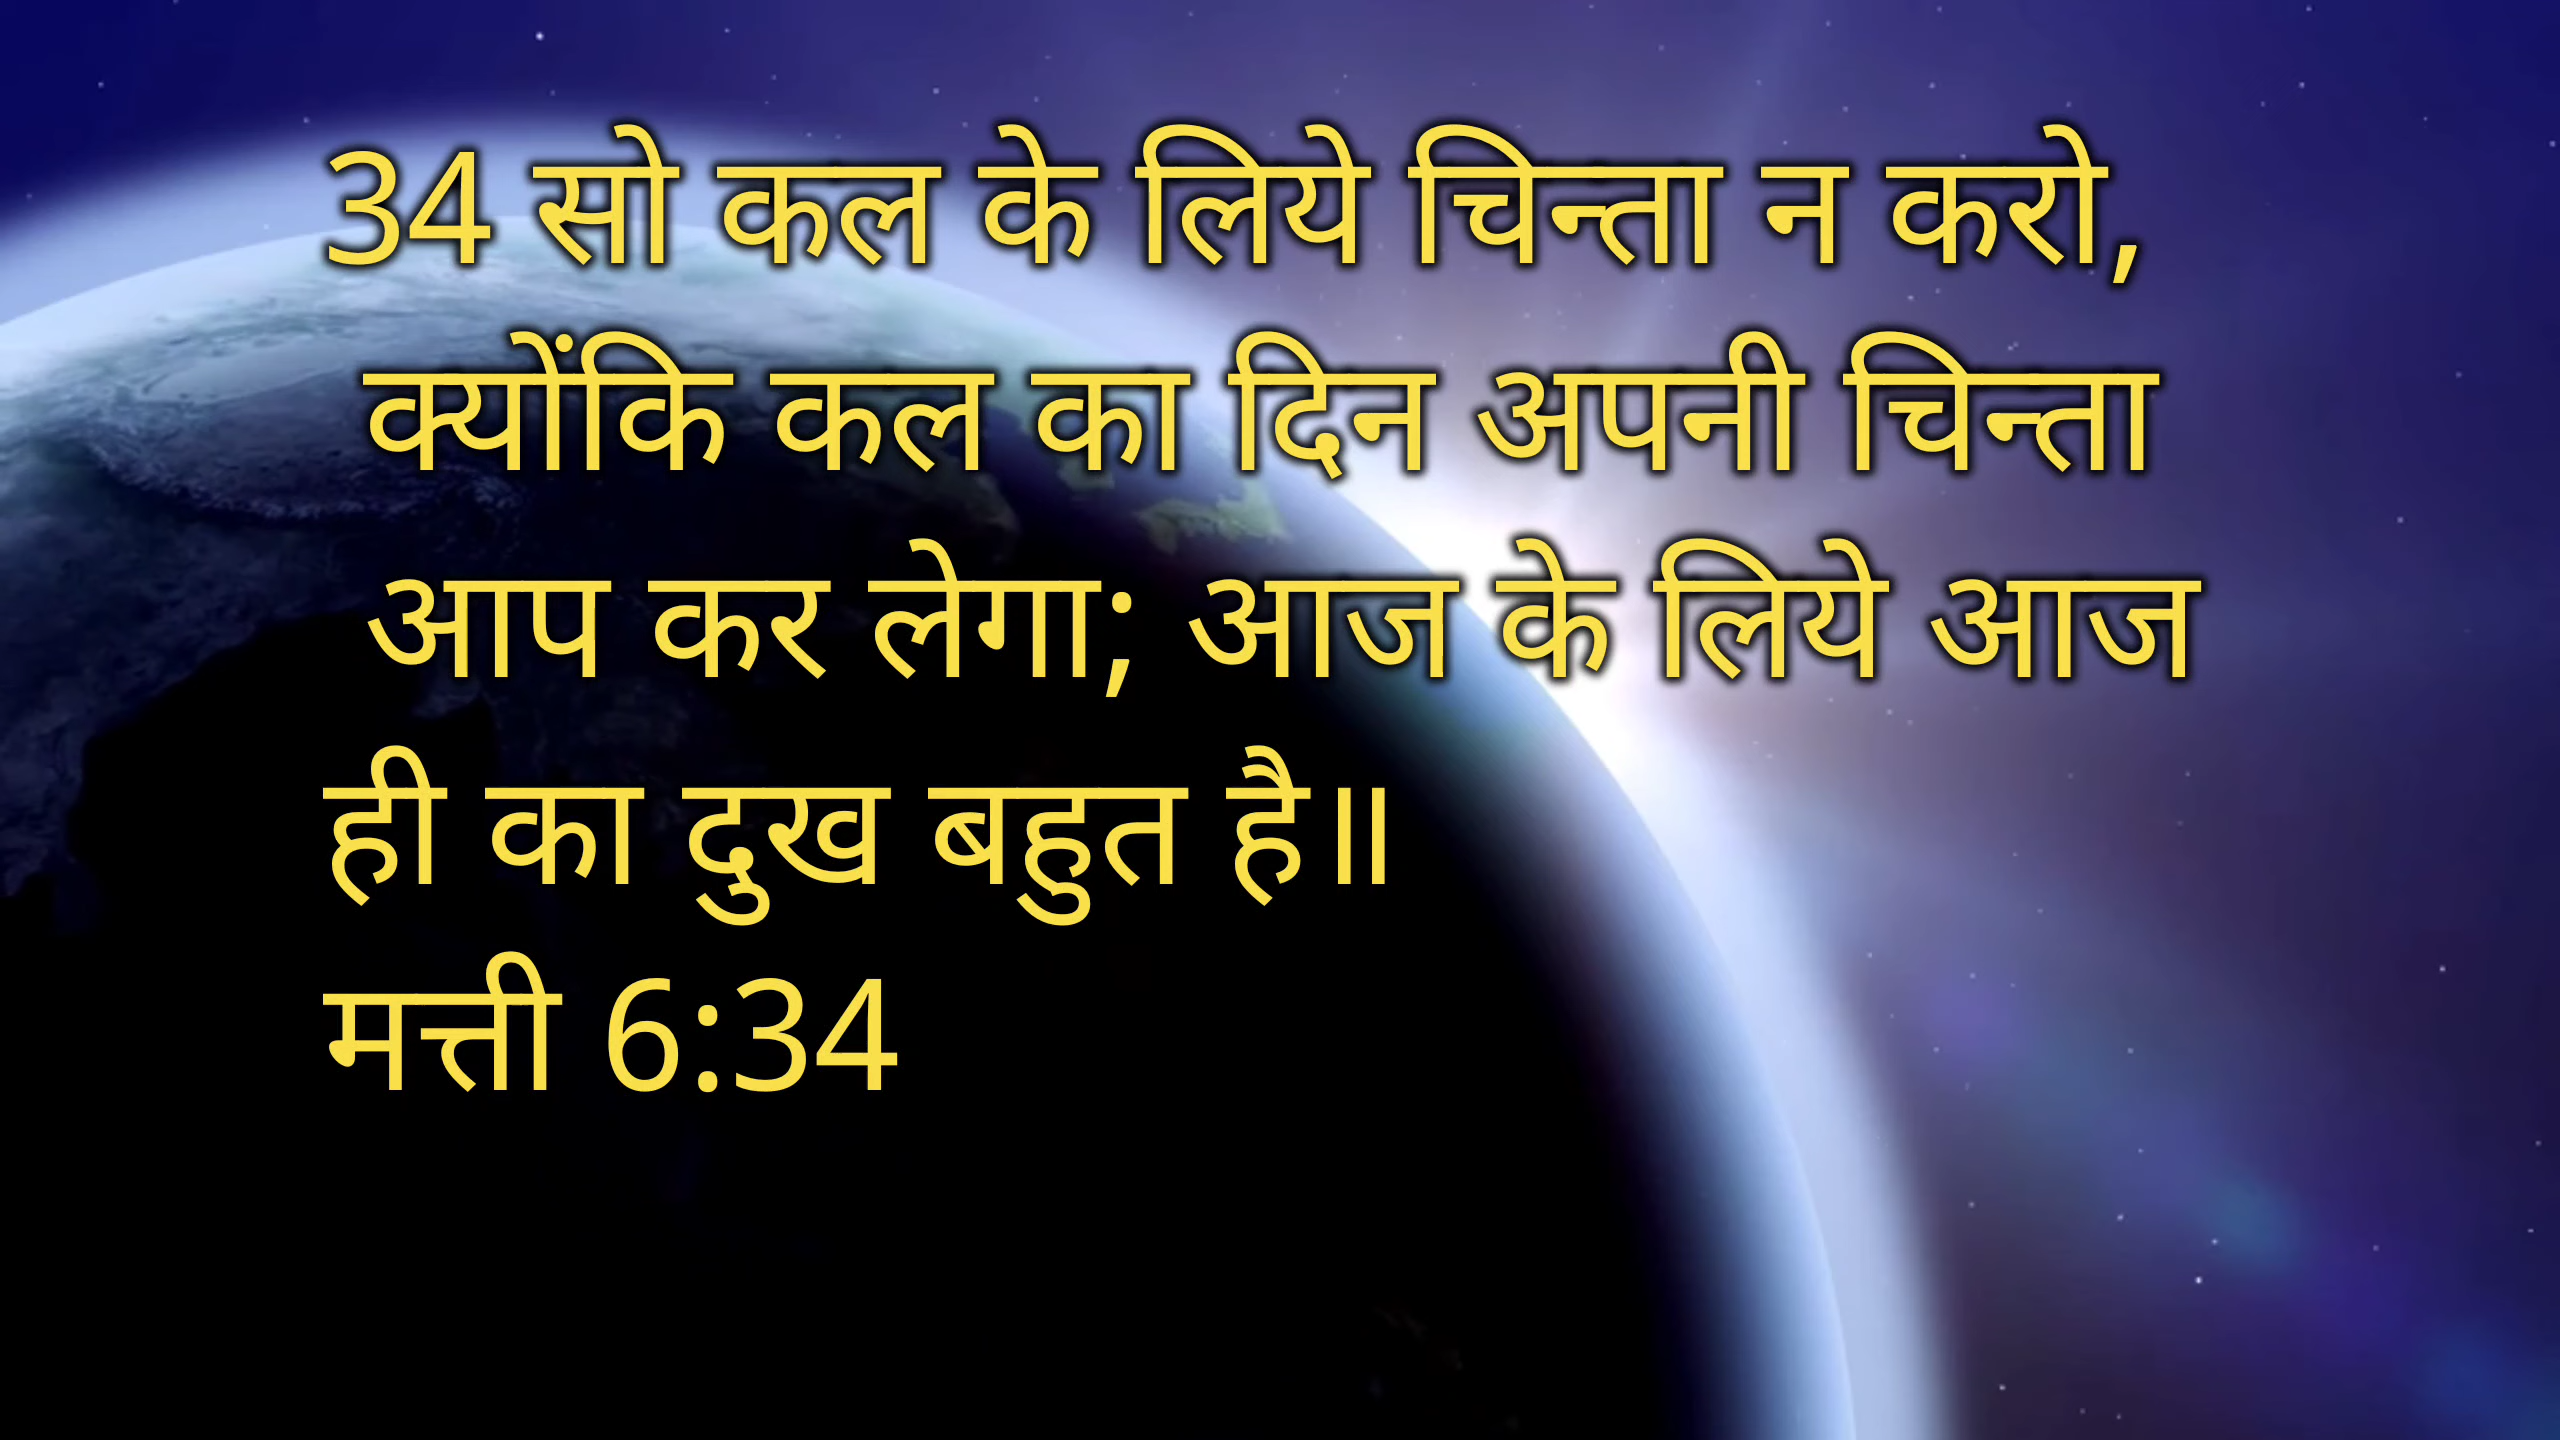 34 सो कल के लिये चिन्ता न करो,
क्योंकि कल का दिन अपनी चिन्ता
आप कर लेगा; आज के लिये आज
ही का दुख बहुत है॥
मत्ती 6:34